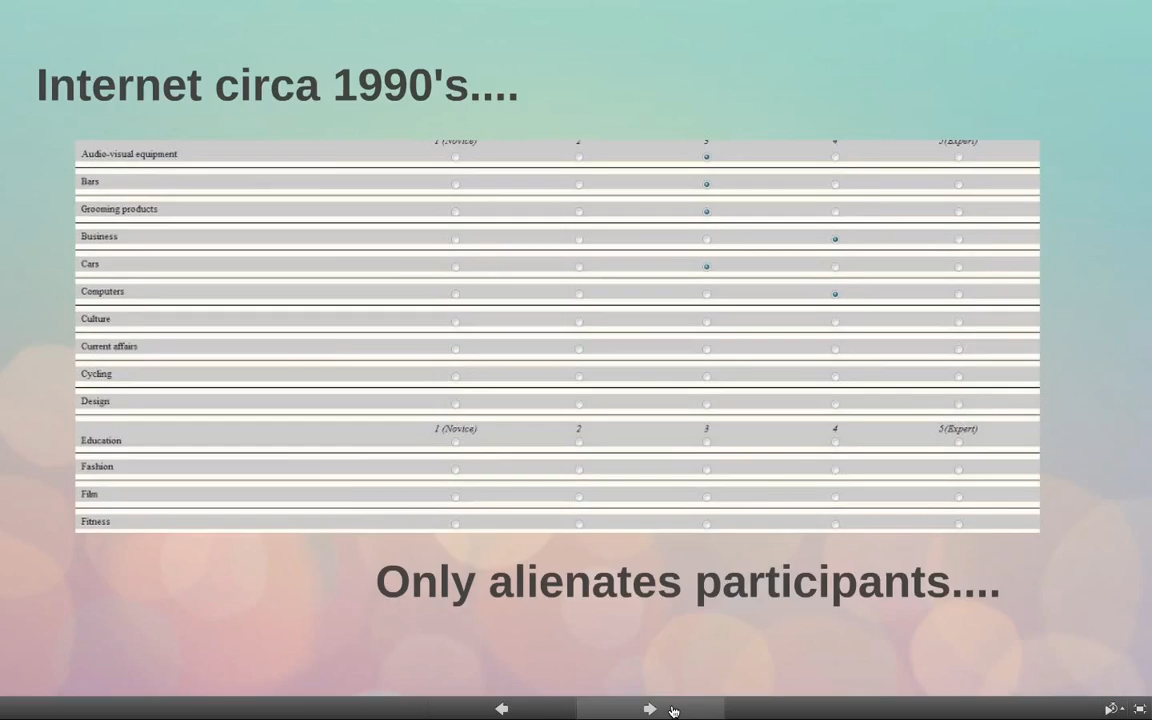 Internet circa 1990's....
1 (Novice) 2 3 4 5(Expert)
Audio-visual equipment
Bars
Grooming products
Business
Cars
Computers
Culture
Current affairs
Cycling
Design
1 (Novice) 2 3 4 5(Expert)
Education
Fashion
Film
Fitness
Only alienates participants....